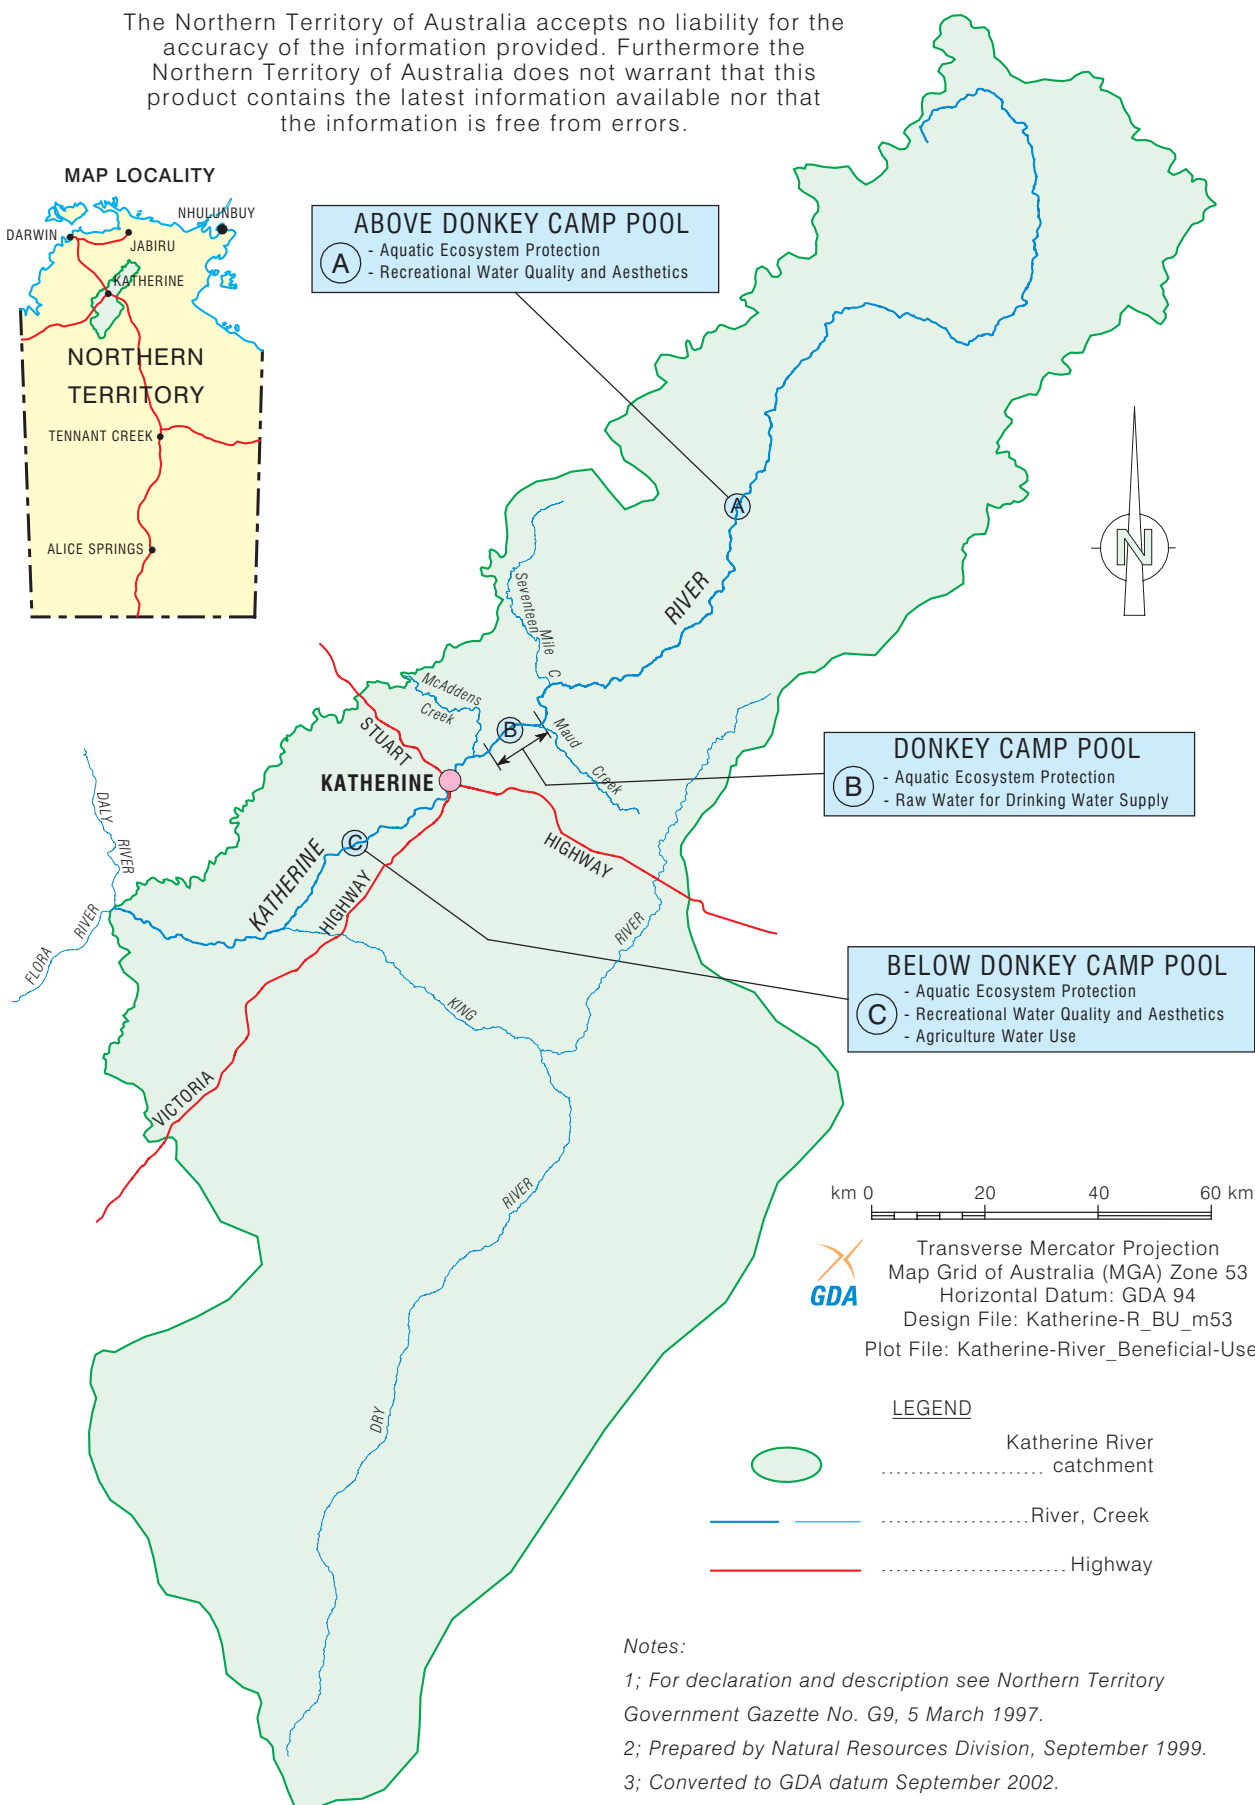 The Northern Territory of Australia accepts no liability for the
accuracy of the information provided. Furthermore the
Northern Territory of Australia does not warrant that this
product contains the latest information available nor that
the information is free from errors.
MAP LOCALITY
NHULUNBUY
DARWIN
JABIRU
KATHERINE
NORTHERN
TERRITORY
TENNANT CREEK
ALICE SPRINGS
ABOVE DONKEY CAMP POOL
A
- Aquatic Ecosystem Protection
- Recreational Water Quality and Aesthetics
A
N
RIVER
Seventeen
Mile
C
McAddens
Creek
STUART
B
Maud
Creek
KATHERINE
DONKEY CAMP POOL
B
- Aquatic Ecosystem Protection
- Raw Water for Drinking Water Supply
DALY
RIVER
C
HIGHWAY
KATHERINE
HIGHWAY
FLORA
RIVER
RIVER
BELOW DONKEY CAMP POOL
C
- Aquatic Ecosystem Protection
- Recreational Water Quality and Aesthetics
- Agriculture Water Use
KING
VICTORIA
RIVER
DRY
km 0 20 40 60 km
GDA
Transverse Mercator Projection
Map Grid of Australia (MGA) Zone 53
Horizontal Datum: GDA 94
Design File: Katherine-R_BU_m53
Plot File: Katherine-River_Beneficial-Use
LEGEND
Katherine River
...................... catchment
....................River, Creek
......................... Highway
Notes:
1; For declaration and description see Northern Territory
Government Gazette No. G9, 5 March 1997.
2; Prepared by Natural Resources Division, September 1999.
3; Converted to GDA datum September 2002.